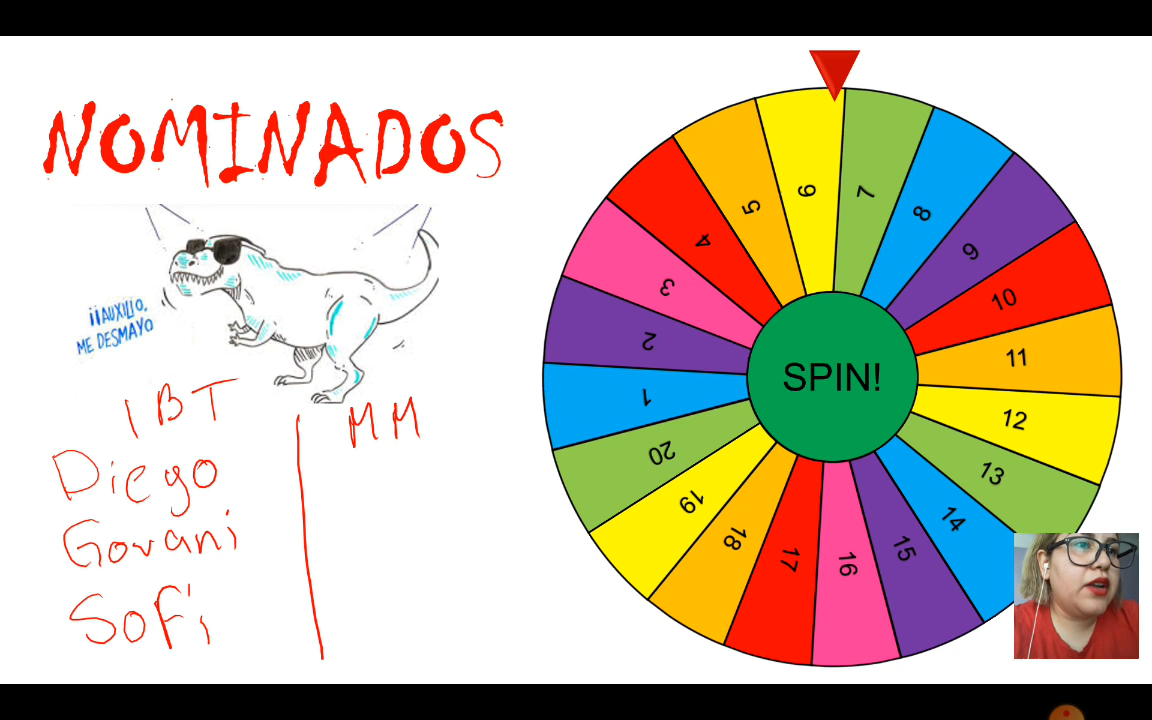 NOMINADOS
¡¡AUXILIO,
ME DESMAYO
IBT
MM
Diego
Govani
Sofi
SPIN!
1
2
3
4
5
6
7
8
9
10
11
12
13
14
15
16
17
18
19
20